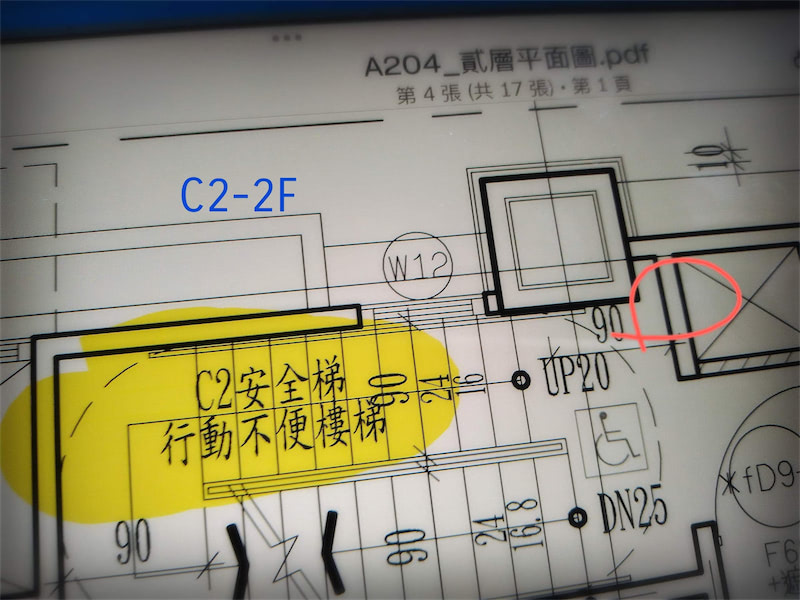 A204_貳層平面圖.pdf
第 4 張 (共 17 張)・第 1 頁
10
C2-2F
W12
90
C2安全梯
行動不便樓梯
90
24
16
UP20
90
90
24
16.8
DN25
fD9-
F6